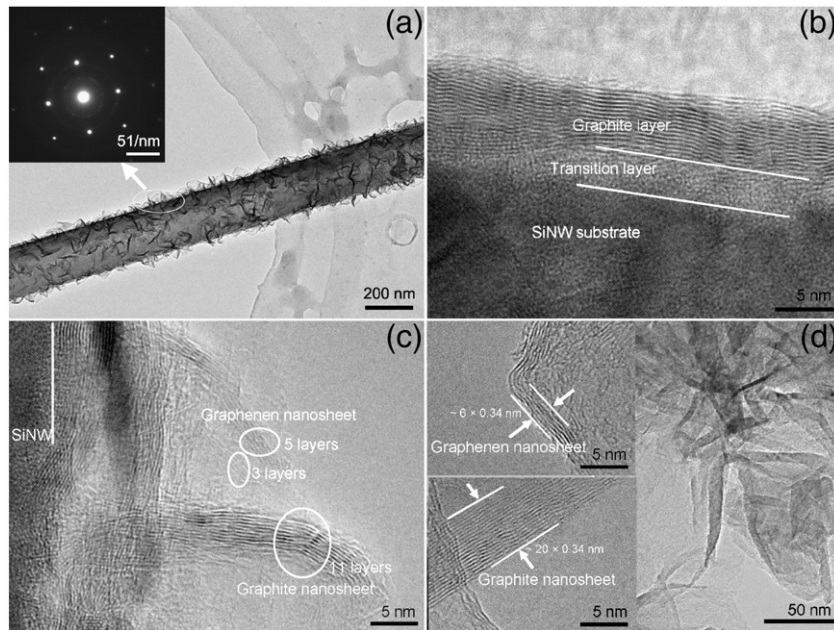 (a)
51/nm
200 nm
(b)
Graphite layer
Transition layer
SiNW substrate
5 nm
(c)
SiNW
Graphenen nanosheet
5 layers
3 layers
11 layers
Graphite nanosheet
5 nm
(d)
~ 6 × 0.34 nm
Graphenen nanosheet
5 nm
~ 20 × 0.34 nm
Graphite nanosheet
5 nm
50 nm